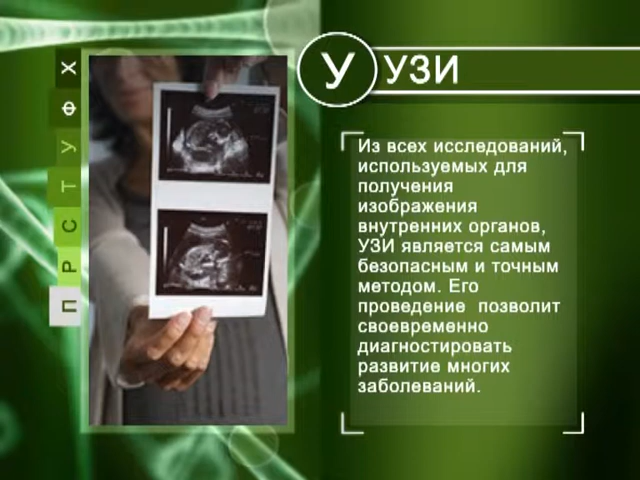 У УЗИ
Х
Ф
У
Т
С
Р
П
Из всех исследований,
используемых для
получения
изображения
внутренних органов,
УЗИ является самым
безопасным и точным
методом. Его
проведение позволит
своевременно
диагностировать
развитие многих
заболеваний.